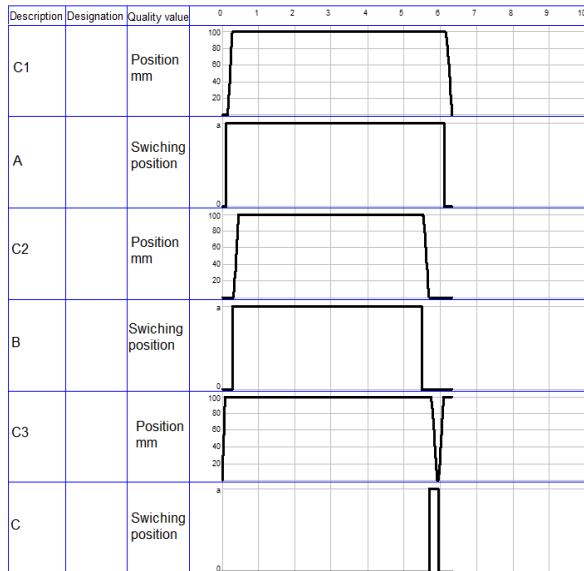 Description Designation Quality value 0 1 2 3 4 5 6 7 8 9 10
C1 Position mm 100 80 60 40 20
A Swiching position a 0
C2 Position mm 100 80 60 40 20
B Swiching position a 0
C3 Position mm 100 80 60 40 20
C Swiching position a 0